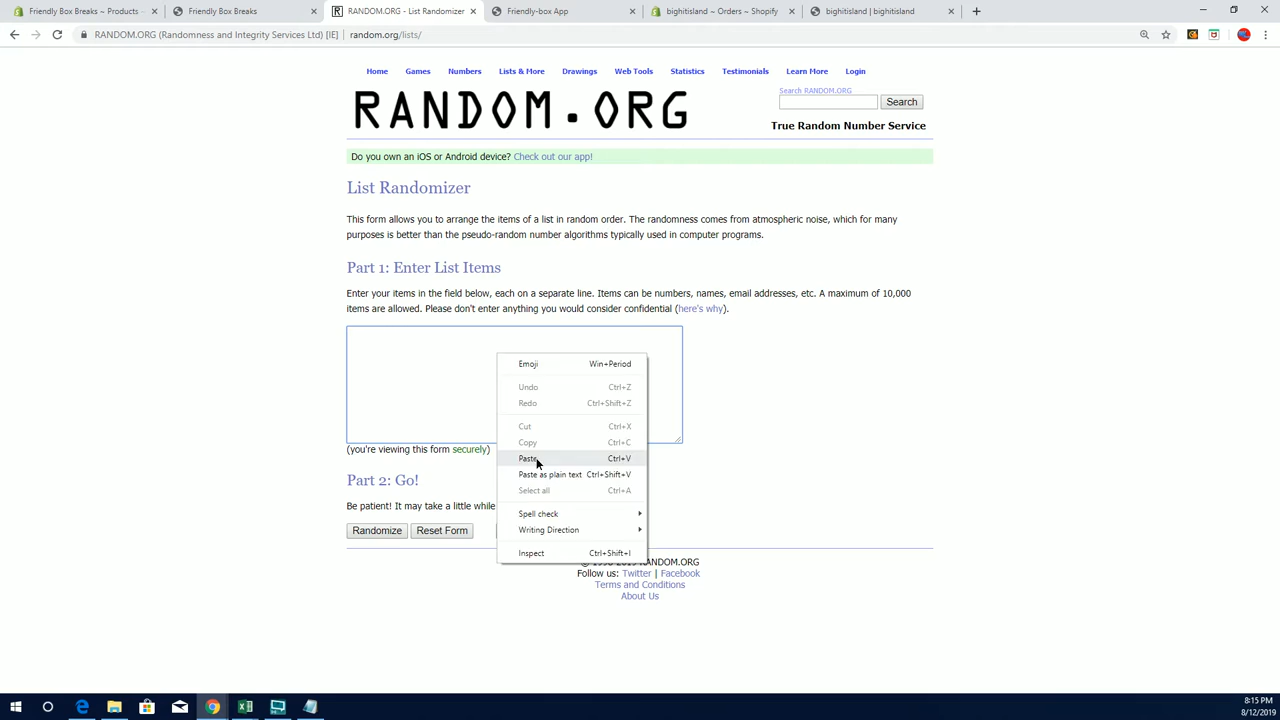 Friendly Box Breaks ~ Products ~
Friendly Box Breaks
RANDOM.ORG - List Randomizer
Friendly-box App
bighitisland ~ Orders ~ Shopify
bighitisland | bighitisland
RANDOM.ORG (Randomness and Integrity Services Ltd) [IE] | random.org/lists/
Home Games Numbers Lists & More Drawings Web Tools Statistics Testimonials Learn More Login
RANDOM.ORG
Search RANDOM.ORG
Search
True Random Number Service
Do you own an iOS or Android device? Check out our app!
List Randomizer
This form allows you to arrange the items of a list in random order. The randomness comes from atmospheric noise, which for many
purposes is better than the pseudo-random number algorithms typically used in computer programs.
Part 1: Enter List Items
Enter your items in the field below, each on a separate line. Items can be numbers, names, email addresses, etc. A maximum of 10,000
items are allowed. Please don't enter anything you would consider confidential (here's why).
Emoji Win+Period
Undo Ctrl+Z
Redo Ctrl+Shift+Z
Cut Ctrl+X
Copy Ctrl+C
Paste Ctrl+V
Paste as plain text Ctrl+Shift+V
Select all Ctrl+A
Spell check
Writing Direction
Inspect Ctrl+Shift+I
(you're viewing this form securely)
Part 2: Go!
Be patient! It may take a little while
Randomize Reset Form
RANDOM.ORG
Follow us: Twitter | Facebook
Terms and Conditions
About Us
8:15 PM
8/12/2019